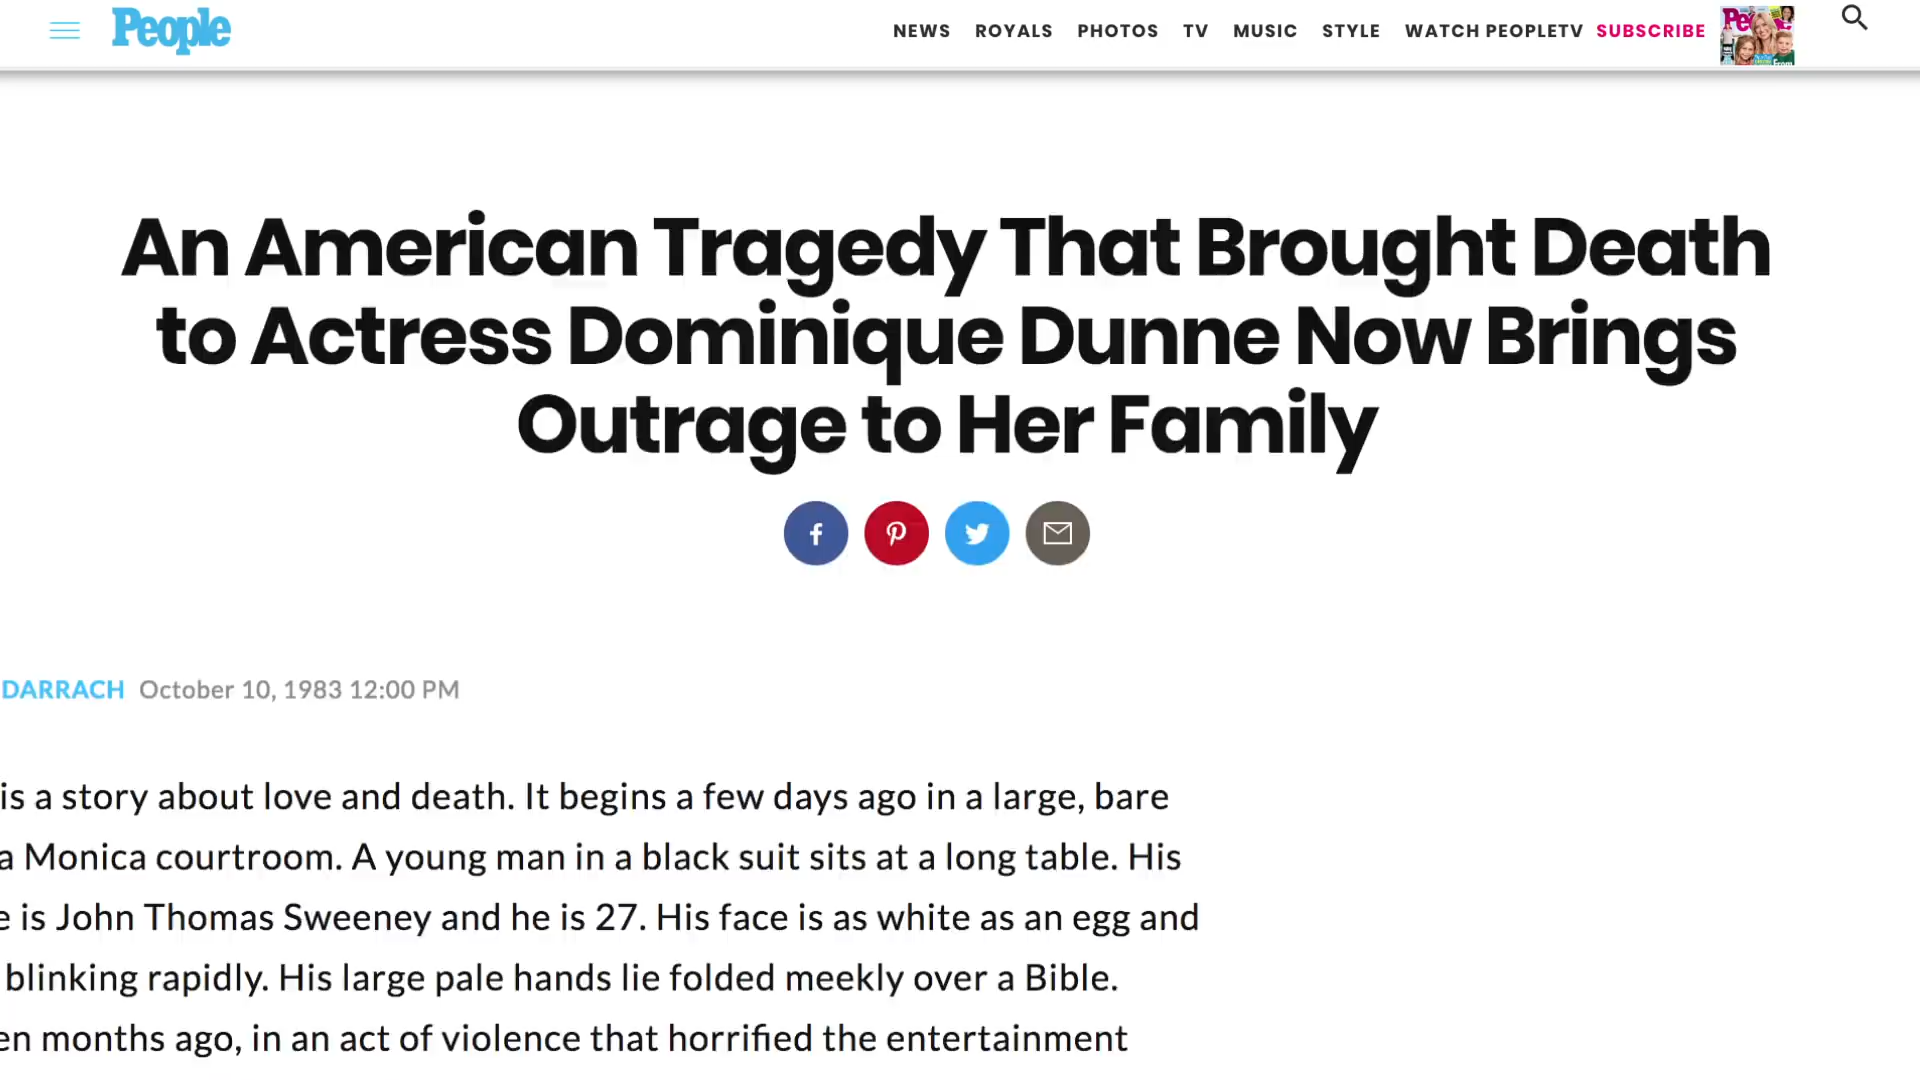 People NEWS ROYALS PHOTOS TV MUSIC STYLE WATCH PEOPLETV SUBSCRIBE
An American Tragedy That Brought Death
to Actress Dominique Dunne Now Brings
Outrage to Her Family
DARRACH October 10, 1983 12:00 PM
is a story about love and death. It begins a few days ago in a large, bare
a Monica courtroom. A young man in a black suit sits at a long table. His
e is John Thomas Sweeney and he is 27. His face is as white as an egg and
blinking rapidly. His large pale hands lie folded meekly over a Bible.
en months ago, in an act of violence that horrified the entertainment